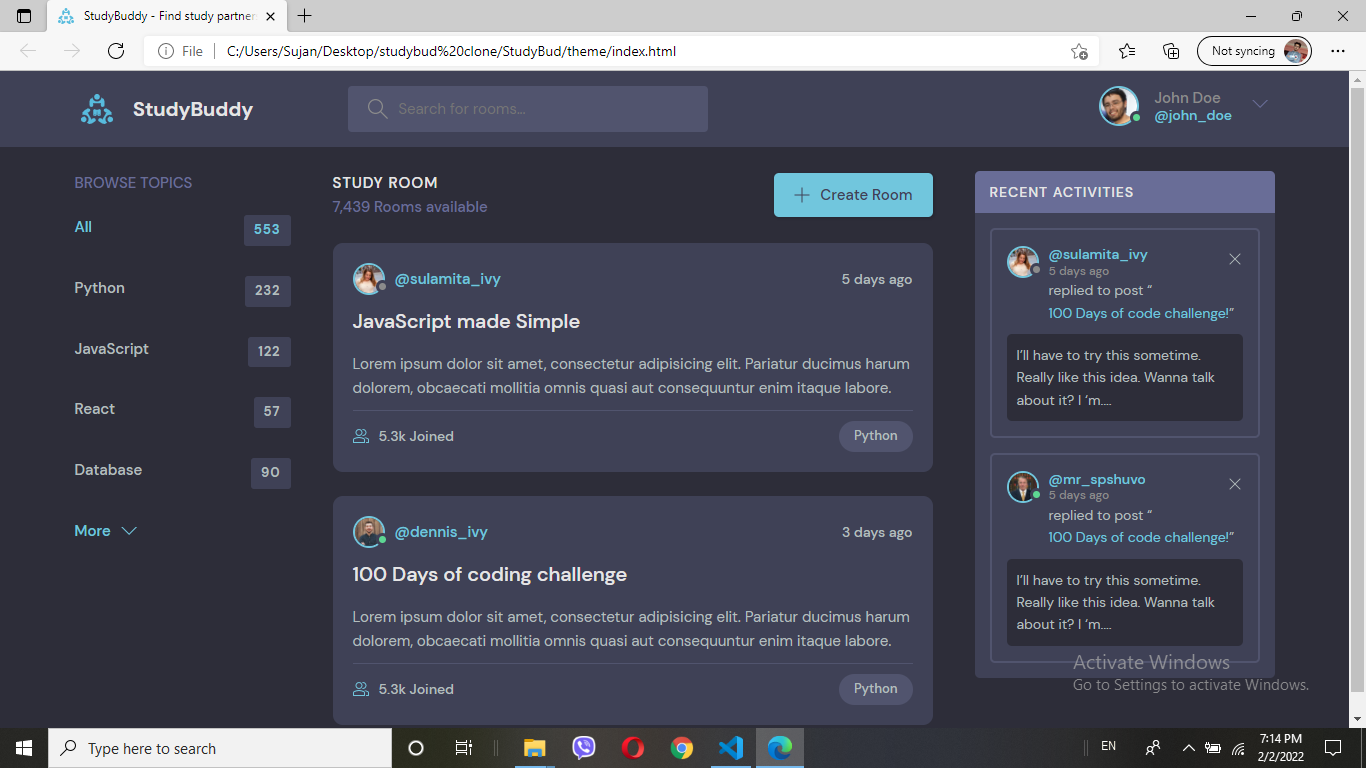 StudyBuddy - Find study partner
File
C:/Users/Sujan/Desktop/studybud%20clone/StudyBud/theme/index.html
Not syncing
StudyBuddy
Search for rooms...
John Doe
@john_doe
BROWSE TOPICS
All 553
Python 232
JavaScript 122
React 57
Database 90
More
STUDY ROOM
7,439 Rooms available
Create Room
@sulamita_ivy 5 days ago
JavaScript made Simple
Lorem ipsum dolor sit amet, consectetur adipisicing elit. Pariatur ducimus harum
dolorem, obcaecati mollitia omnis quasi aut consequuntur enim itaque labore.
5.3k Joined Python
@dennis_ivy 3 days ago
100 Days of coding challenge
Lorem ipsum dolor sit amet, consectetur adipisicing elit. Pariatur ducimus harum
dolorem, obcaecati mollitia omnis quasi aut consequuntur enim itaque labore.
5.3k Joined Python
RECENT ACTIVITIES
@sulamita_ivy
5 days ago
replied to post “
100 Days of code challenge!”
I’ll have to try this sometime.
Really like this idea. Wanna talk
about it? I ‘m....
@mr_spshuvo
5 days ago
replied to post “
100 Days of code challenge!”
I’ll have to try this sometime.
Really like this idea. Wanna talk
about it? I ‘m....
Activate Windows
Go to Settings to activate Windows.
Type here to search
EN
7:14 PM
2/2/2022